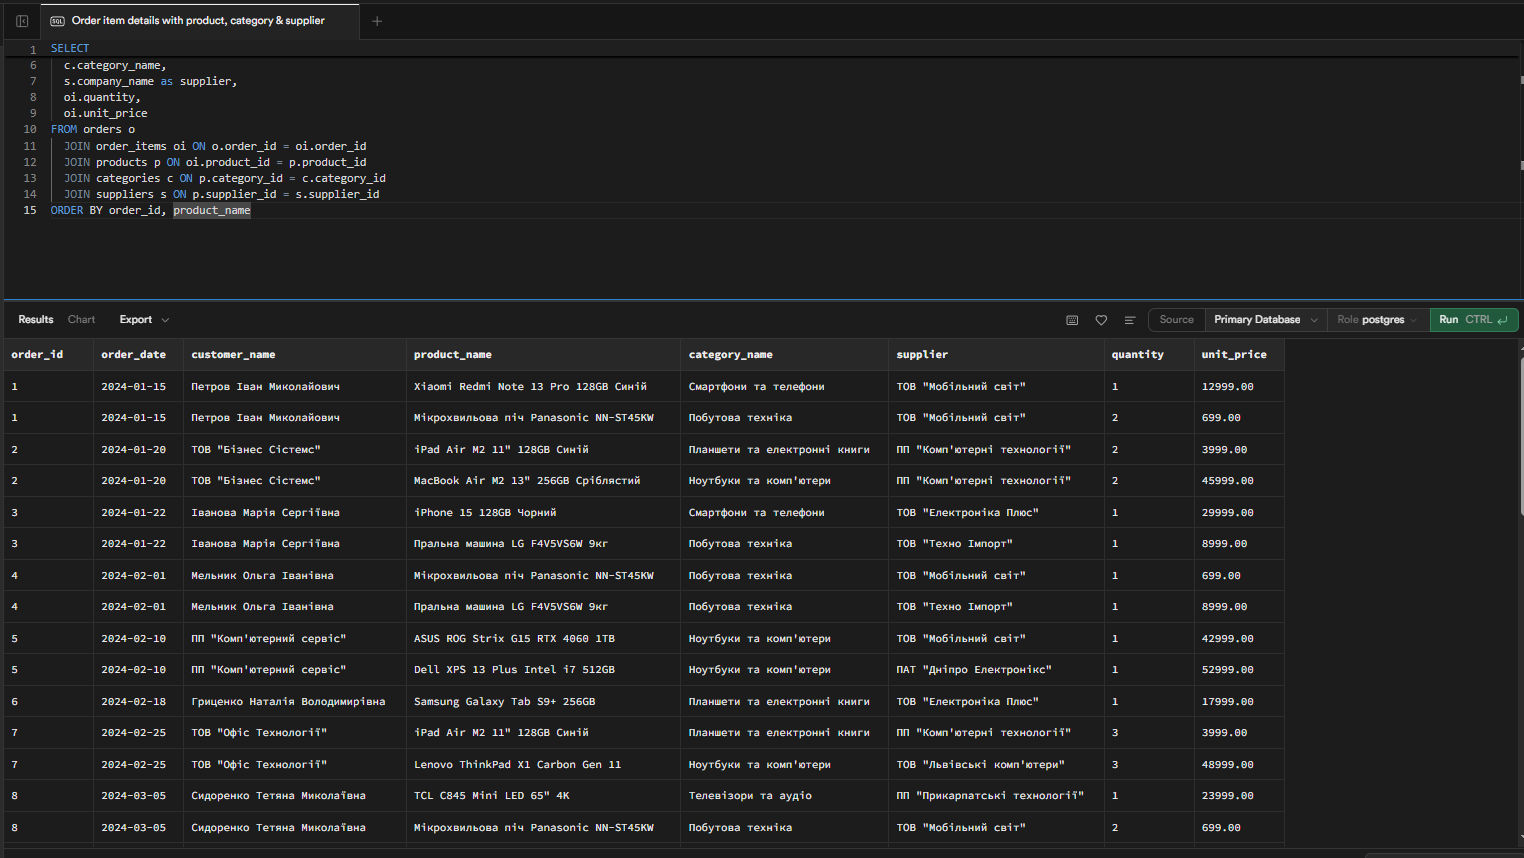 Order item details with product, category & supplier
1 SELECT
6 c.category_name,
7 s.company_name as supplier,
8 oi.quantity,
9 oi.unit_price
10 FROM orders o
11 JOIN order_items oi ON o.order_id = oi.order_id
12 JOIN products p ON oi.product_id = p.product_id
13 JOIN categories c ON p.category_id = c.category_id
14 JOIN suppliers s ON p.supplier_id = s.supplier_id
15 ORDER BY order_id, product_name
Results Chart Export Source Primary Database Role postgres Run CTRL
order_id order_date customer_name product_name category_name supplier quantity unit_price
1 2024-01-15 Петров Іван Миколайович Xiaomi Redmi Note 13 Pro 128GB Синій Смартфони та телефони ТОВ "Мобільний світ" 1 12999.00
1 2024-01-15 Петров Іван Миколайович Мікрохвильова піч Panasonic NN-ST45KW Побутова техніка ТОВ "Мобільний світ" 2 699.00
2 2024-01-20 ТОВ "Бізнес Сістемс" iPad Air M2 11" 128GB Синій Планшети та електронні книги ПП "Комп'ютерні технології" 2 3999.00
2 2024-01-20 ТОВ "Бізнес Сістемс" MacBook Air M2 13" 256GB Сріблястий Ноутбуки та комп'ютери ПП "Комп'ютерні технології" 2 45999.00
3 2024-01-22 Іванова Марія Сергіївна iPhone 15 128GB Чорний Смартфони та телефони ТОВ "Електроніка Плюс" 1 29999.00
3 2024-01-22 Іванова Марія Сергіївна Пральна машина LG F4V5VS6W 9кг Побутова техніка ТОВ "Техно Імпорт" 1 8999.00
4 2024-02-01 Мельник Ольга Іванівна Мікрохвильова піч Panasonic NN-ST45KW Побутова техніка ТОВ "Мобільний світ" 1 699.00
4 2024-02-01 Мельник Ольга Іванівна Пральна машина LG F4V5VS6W 9кг Побутова техніка ТОВ "Техно Імпорт" 1 8999.00
5 2024-02-10 ПП "Комп'ютерний сервіс" ASUS ROG Strix G15 RTX 4060 1TB Ноутбуки та комп'ютери ТОВ "Мобільний світ" 1 42999.00
5 2024-02-10 ПП "Комп'ютерний сервіс" Dell XPS 13 Plus Intel i7 512GB Ноутбуки та комп'ютери ПАТ "Дніпро Електронікс" 1 52999.00
6 2024-02-18 Гриценко Наталія Володимирівна Samsung Galaxy Tab S9+ 256GB Планшети та електронні книги ТОВ "Електроніка Плюс" 1 17999.00
7 2024-02-25 ТОВ "Офіс Технології" iPad Air M2 11" 128GB Синій Планшети та електронні книги ПП "Комп'ютерні технології" 3 3999.00
7 2024-02-25 ТОВ "Офіс Технології" Lenovo ThinkPad X1 Carbon Gen 11 Ноутбуки та комп'ютери ТОВ "Львівські комп'ютери" 3 48999.00
8 2024-03-05 Сидоренко Тетяна Миколаївна TCL C845 Mini LED 65" 4K Телевізори та аудіо ПП "Прикарпатські технології" 1 23999.00
8 2024-03-05 Сидоренко Тетяна Миколаївна Мікрохвильова піч Panasonic NN-ST45KW Побутова техніка ТОВ "Мобільний світ" 2 699.00